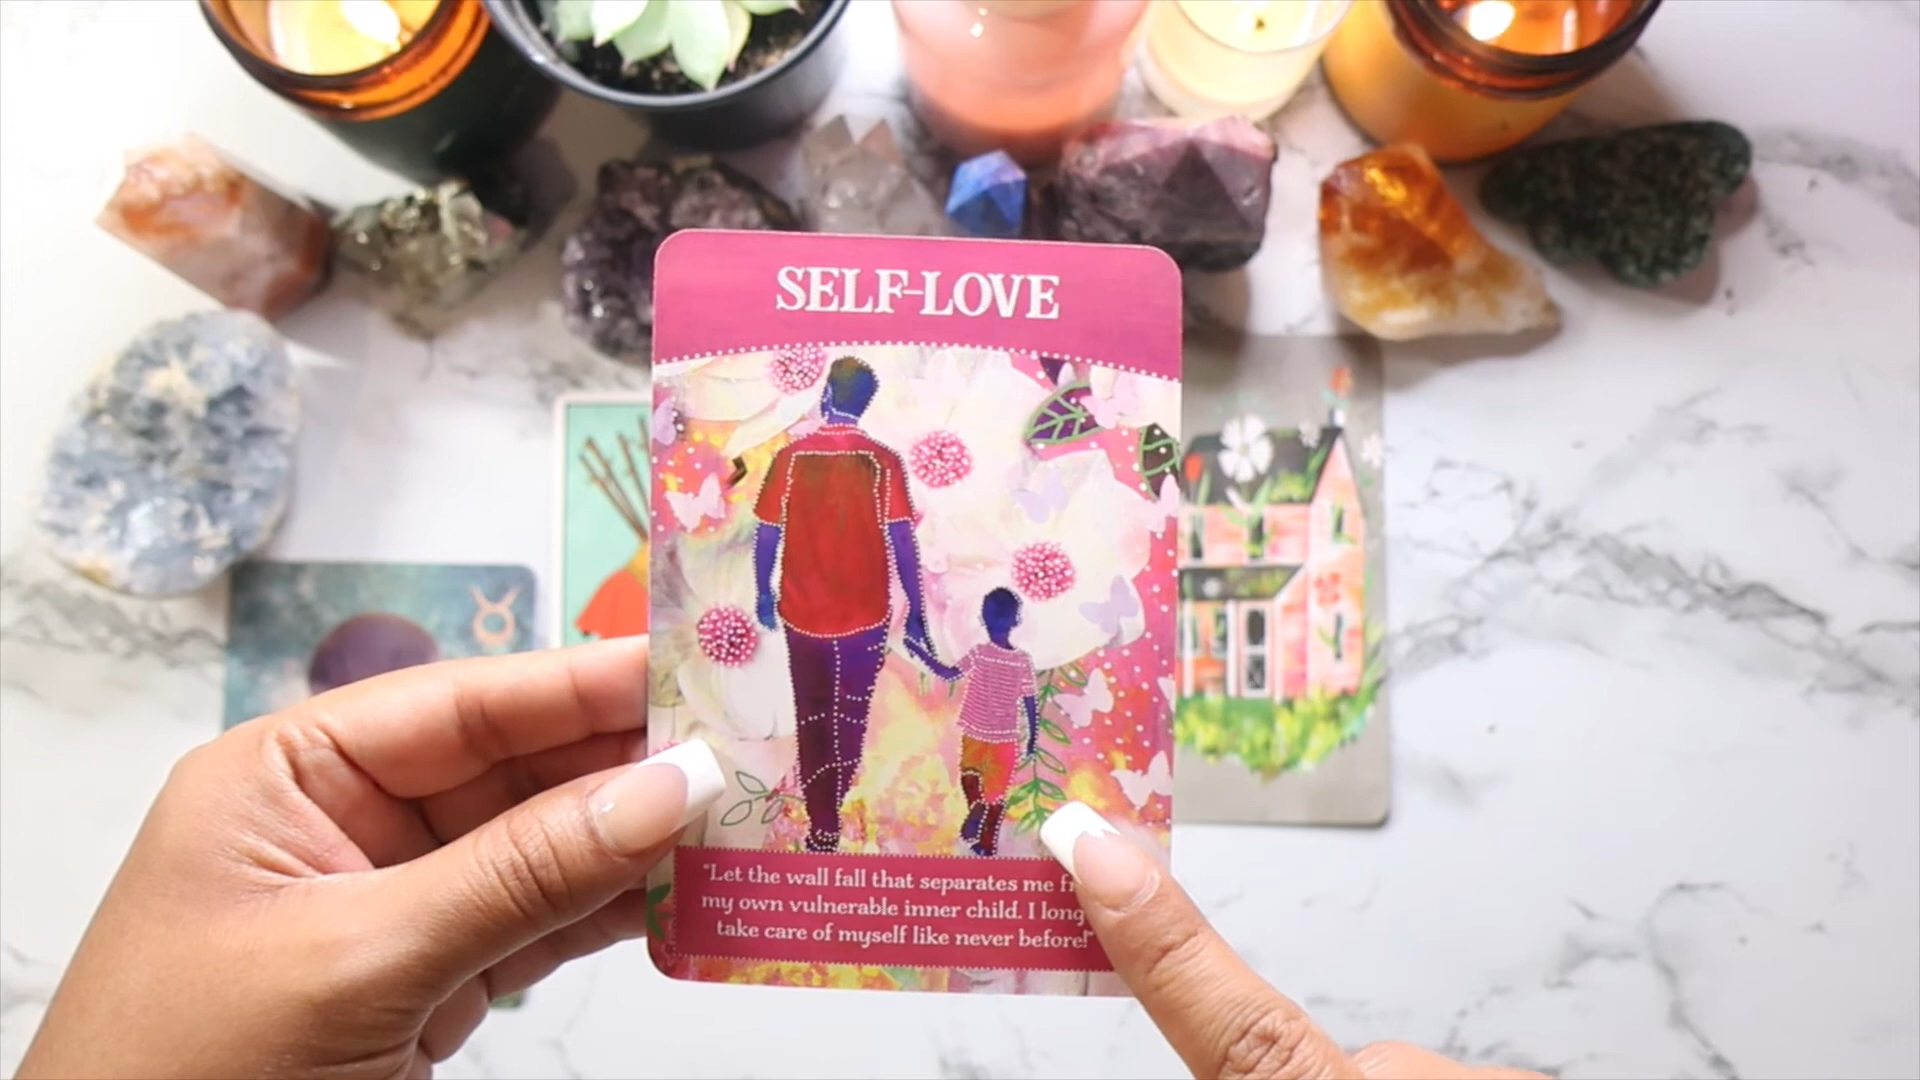 SELF-LOVE
"Let the wall fall that separates me
my own vulnerable inner child. I long
take care of myself like never before!"